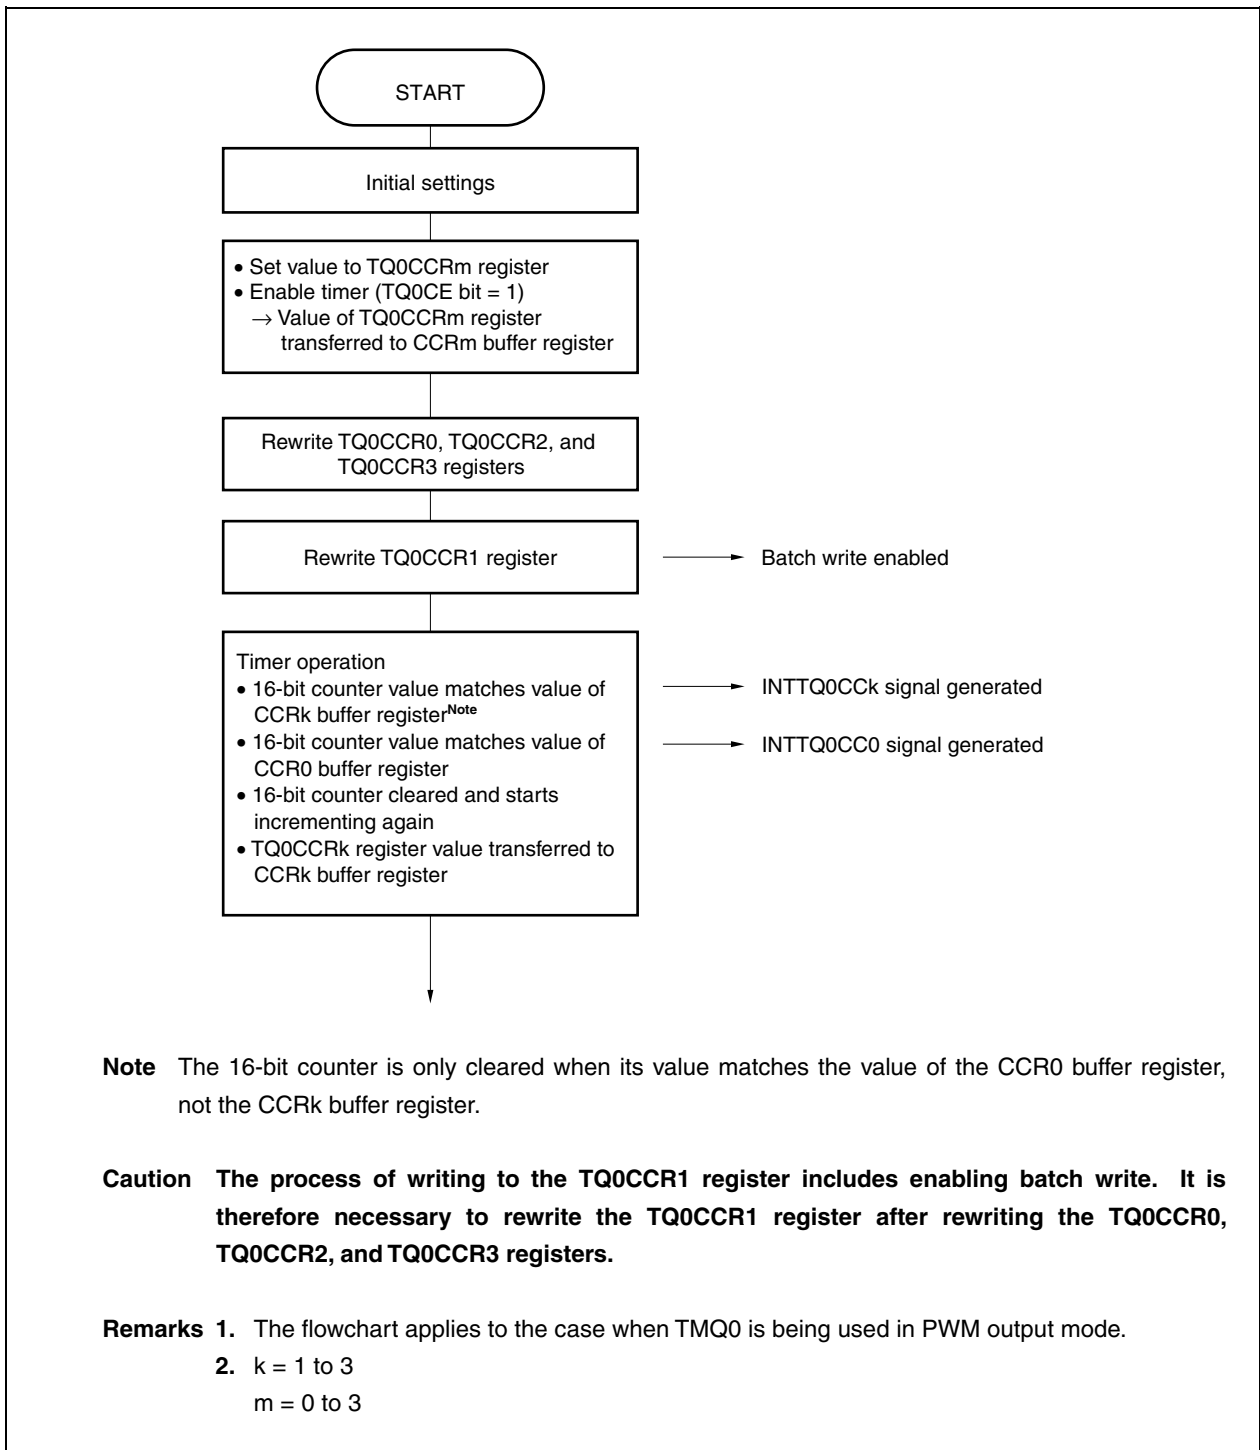 START
Initial settings
• Set value to TQ0CCRm register
• Enable timer (TQ0CE bit = 1)
→ Value of TQ0CCRm register
transferred to CCRm buffer register
Rewrite TQ0CCR0, TQ0CCR2, and
TQ0CCR3 registers
Rewrite TQ0CCR1 register
Batch write enabled
Timer operation
• 16-bit counter value matches value of
CCRk buffer registerNote
INTTQ0CCk signal generated
• 16-bit counter value matches value of
CCR0 buffer register
INTTQ0CC0 signal generated
• 16-bit counter cleared and starts
incrementing again
• TQ0CCRk register value transferred to
CCRk buffer register
Note The 16-bit counter is only cleared when its value matches the value of the CCR0 buffer register,
not the CCRk buffer register.
Caution The process of writing to the TQ0CCR1 register includes enabling batch write. It is
therefore necessary to rewrite the TQ0CCR1 register after rewriting the TQ0CCR0,
TQ0CCR2, and TQ0CCR3 registers.
Remarks 1. The flowchart applies to the case when TMQ0 is being used in PWM output mode.
2. k = 1 to 3
m = 0 to 3